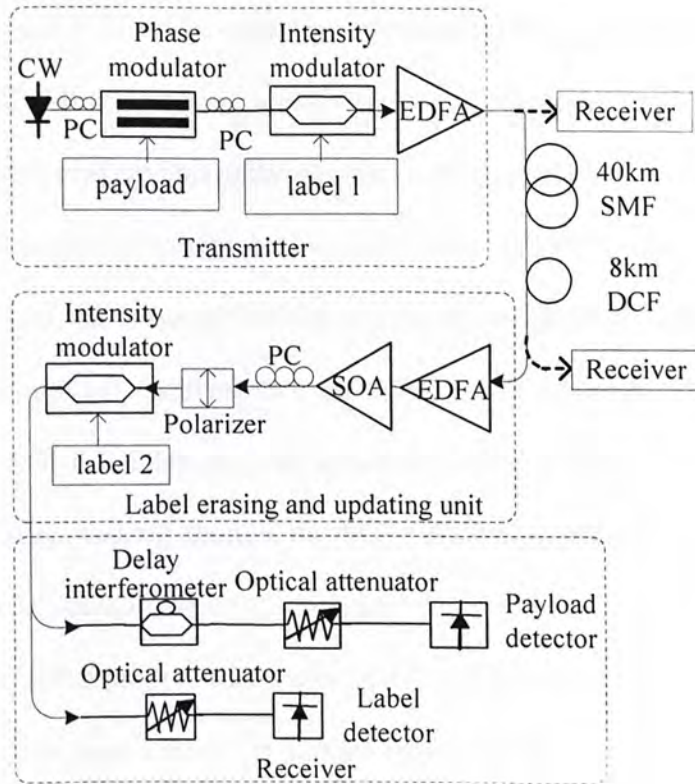 Phase
modulator
Intensity
modulator
CW
PC
PC
EDFA
payload
label 1
Transmitter
Receiver
40km
SMF
8km
DCF
Receiver
Intensity
modulator
PC
SOA
EDFA
Polarizer
label 2
Label erasing and updating unit
Delay
interferometer
Optical attenuator
Payload
detector
Optical attenuator
Label
detector
Receiver